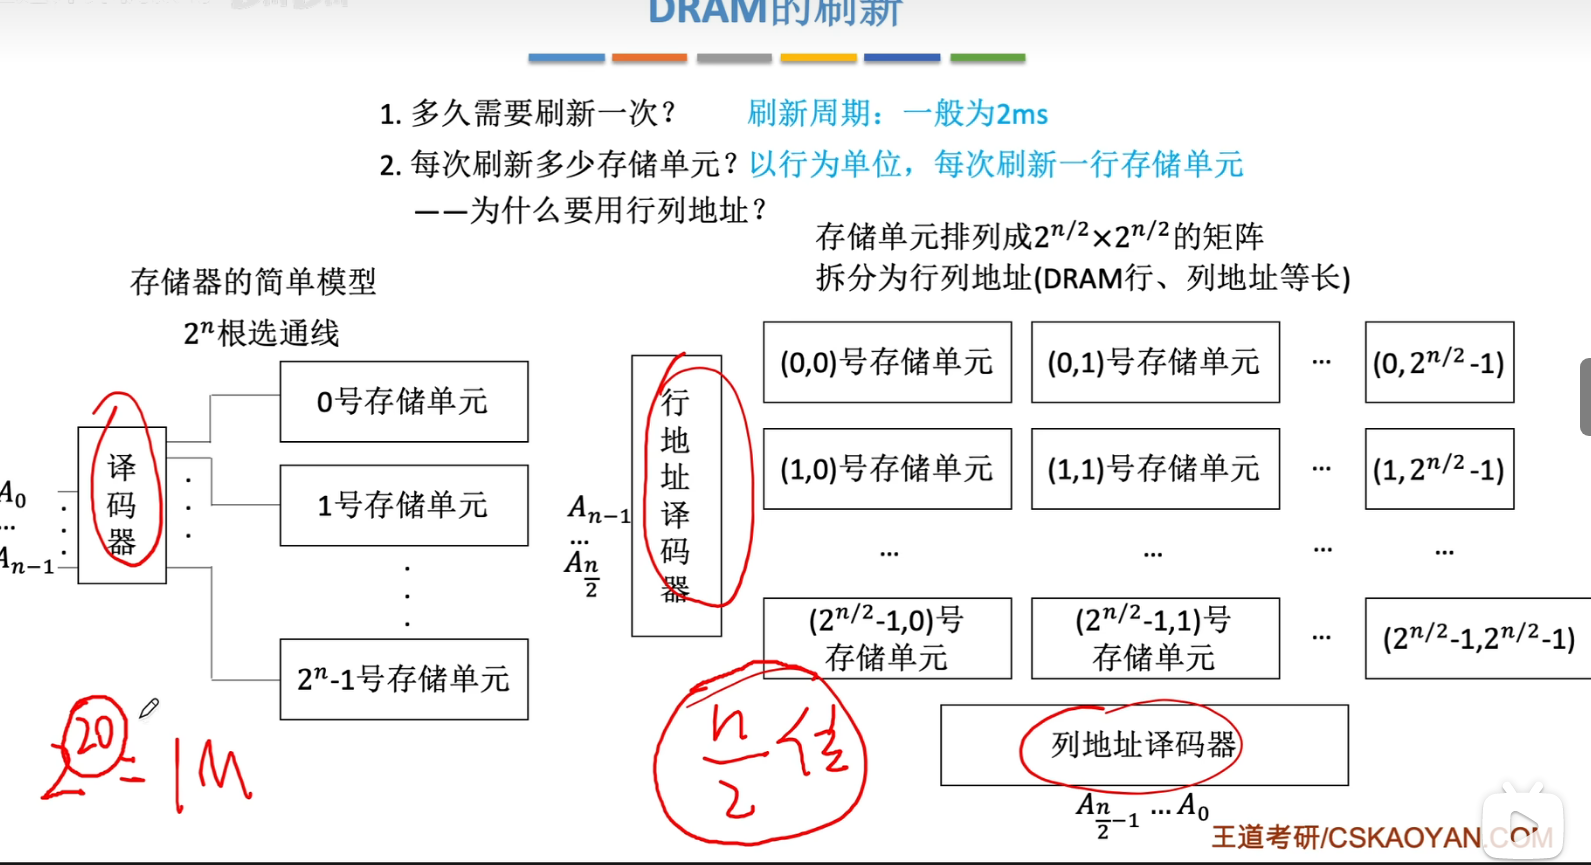 DRAM的刷新
1. 多久需要刷新一次？ 刷新周期：一般为2ms
2. 每次刷新多少存储单元？以行为单位，每次刷新一行存储单元
——为什么要用行列地址？
存储单元排列成2^{n/2}×2^{n/2}的矩阵
拆分为行列地址(DRAM行、列地址等长)
存储器的简单模型
2^n根选通线
译码器
A_0
...
A_{n-1}
0号存储单元
1号存储单元
2^n-1号存储单元
2^20=1M
行地址译码器
A_{n-1}
...
A_{n/2}
(0,0)号存储单元 (0,1)号存储单元 ... (0,2^{n/2}-1)
(1,0)号存储单元 (1,1)号存储单元 ... (1,2^{n/2}-1)
... ... ... ...
(2^{n/2}-1,0)号存储单元 (2^{n/2}-1,1)号存储单元 ... (2^{n/2}-1,2^{n/2}-1)
n/2
列地址译码器
A_{n/2-1} ... A_0
王道考研/CSKAOYAN.COM